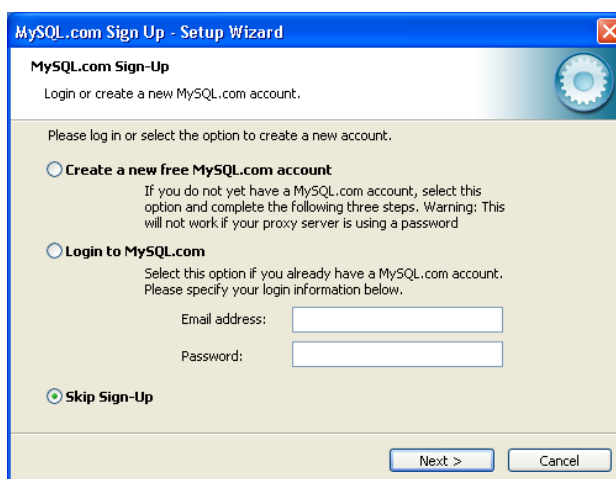 MySQL.com Sign Up - Setup Wizard
MySQL.com Sign-Up
Login or create a new MySQL.com account.
Please log in or select the option to create a new account.
Create a new free MySQL.com account
If you do not yet have a MySQL.com account, select this
option and complete the following three steps. Warning: This
will not work if your proxy server is using a password
Login to MySQL.com
Select this option if you already have a MySQL.com account.
Please specify your login information below.
Email address:
Password:
Skip Sign-Up
Next >
Cancel